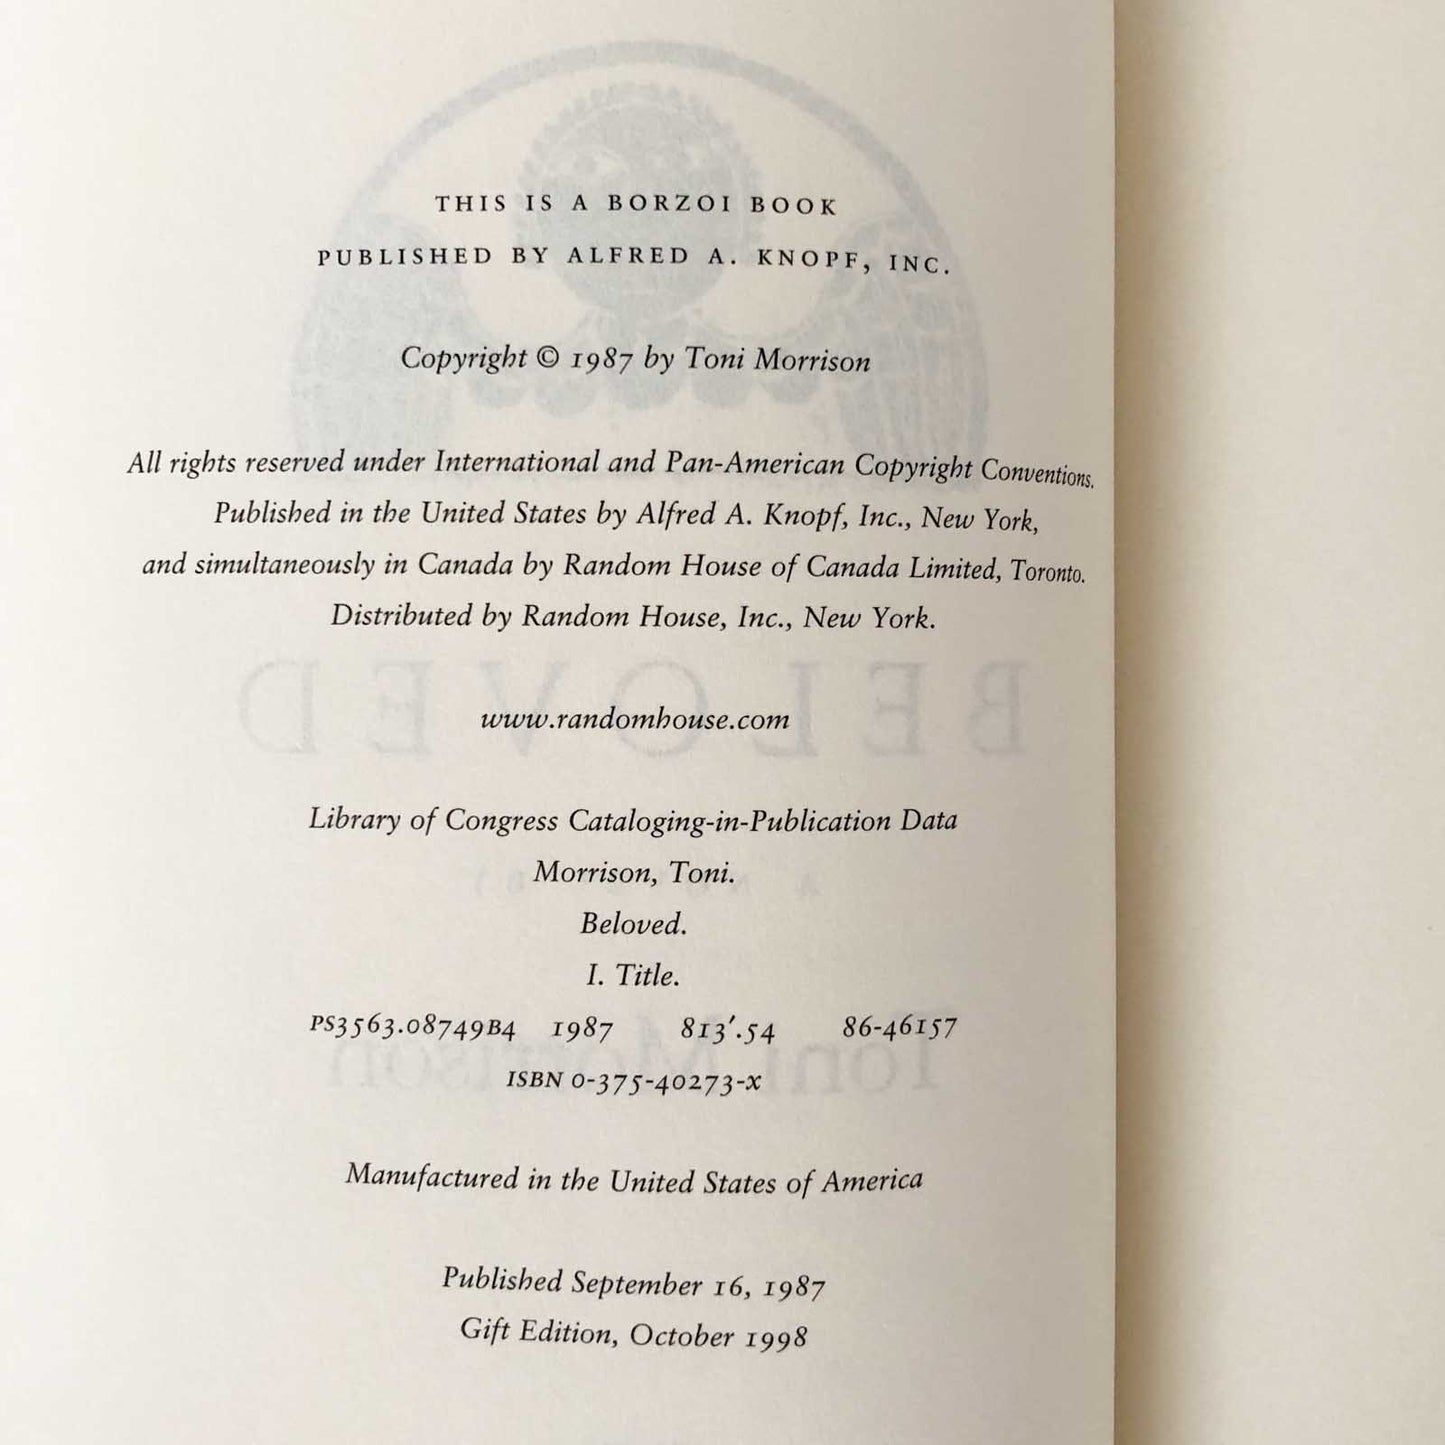 THIS IS A BORZOI BOOK
PUBLISHED BY ALFRED A. KNOPF, INC.
Copyright © 1987 by Toni Morrison
All rights reserved under International and Pan-American Copyright Conventions.
Published in the United States by Alfred A. Knopf, Inc., New York,
and simultaneously in Canada by Random House of Canada Limited, Toronto.
Distributed by Random House, Inc., New York.
BELOVED
www.randomhouse.com
Library of Congress Cataloging-in-Publication Data
Morrison, Toni.
Beloved.
I. Title.
PS3563.08749B4 1987 813'.54 86-46157
Toni Morrison
ISBN 0-375-40273-X
Manufactured in the United States of America
Published September 16, 1987
Gift Edition, October 1998